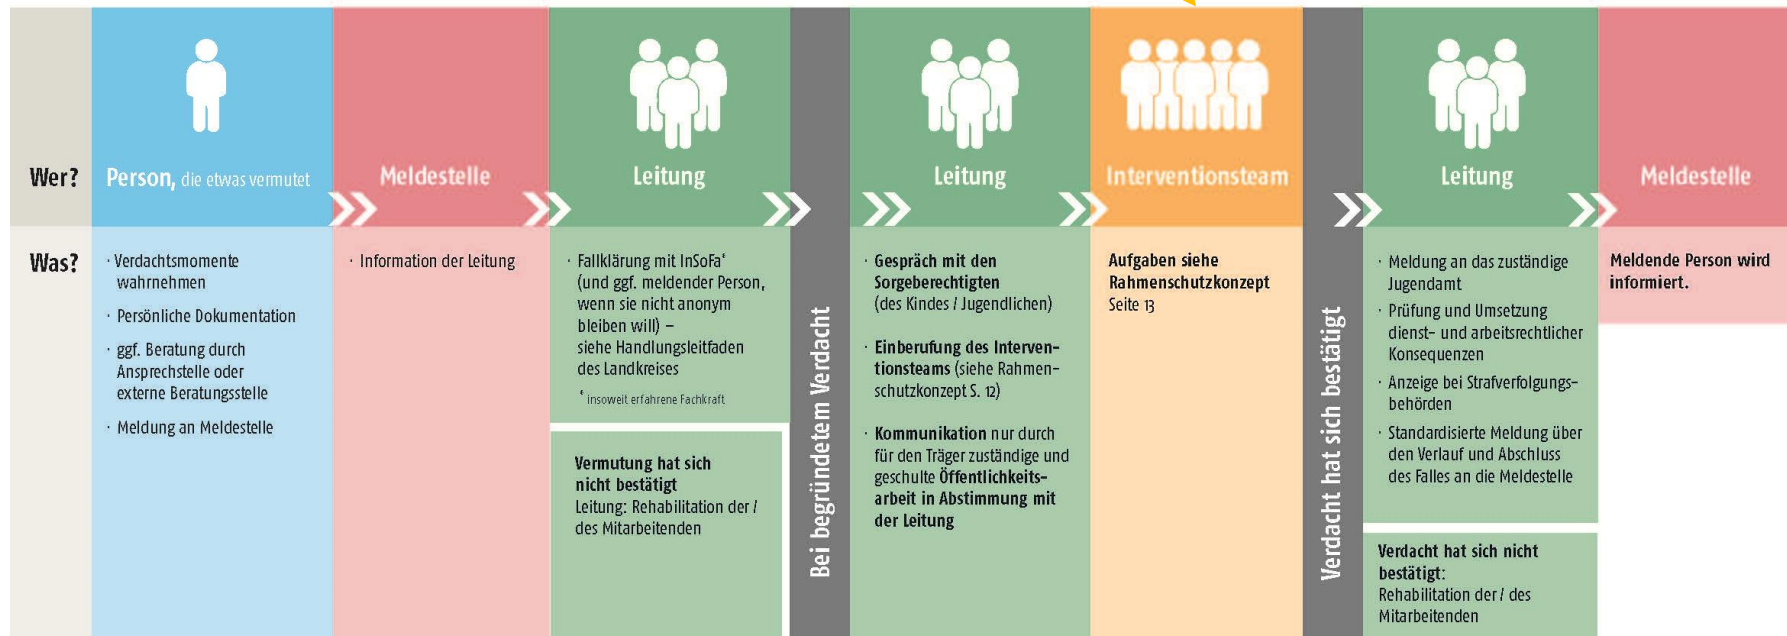 Wer?
Person, die etwas vermutet
Meldestelle
Leitung
Leitung
Interventionsteam
Leitung
Meldestelle
Was?
· Verdachtsmomente
wahrnehmen
· Persönliche Dokumentation
· ggf. Beratung durch
Ansprechstelle oder
externe Beratungsstelle
· Meldung an Meldestelle
· Information der Leitung
· Fallklärung mit InSoFa*
(und ggf. meldender Person,
wenn sie nicht anonym
bleiben will) –
siehe Handlungsleitfaden
des Landkreises
* insoweit erfahrene Fachkraft
Vermutung hat sich
nicht bestätigt
Leitung: Rehabilitation der /
des Mitarbeitenden
Bei begründetem Verdacht
· Gespräch mit den
Sorgeberechtigten
(des Kindes / Jugendlichen)
· Einberufung des Interven-
tionsteams (siehe Rahmen-
schutzkonzept S. 12)
· Kommunikation nur durch
für den Träger zuständige und
geschulte Öffentlichkeits-
arbeit in Abstimmung mit
der Leitung
Aufgaben siehe
Rahmenschutzkonzept
Seite 13
Verdacht hat sich bestätigt
· Meldung an das zuständige
Jugendamt
· Prüfung und Umsetzung
dienst- und arbeitsrechtlicher
Konsequenzen
· Anzeige bei Strafverfolgungs-
behörden
· Standardisierte Meldung über
den Verlauf und Abschluss
des Falles an die Meldestelle
Verdacht hat sich nicht
bestätigt:
Rehabilitation der / des
Mitarbeitenden
Meldende Person wird
informiert.